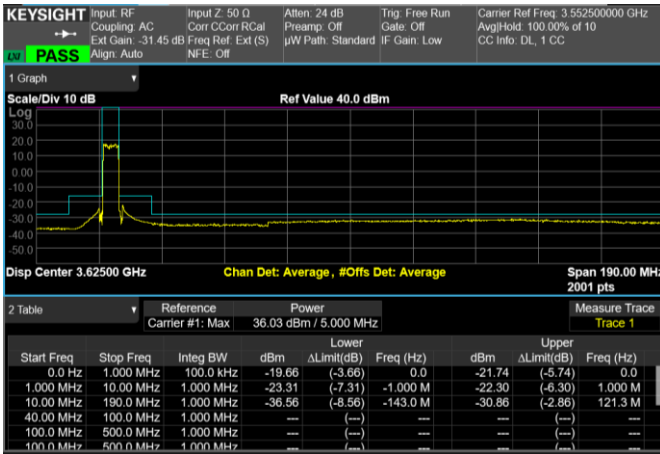 KEYSIGHT Input: RF Input Z: 50 Ω Atten: 24 dB Trig: Free Run Carrier Ref Freq: 3.552500000 GHz
Coupling: AC Corr CCorr RCal Preamp: Off Gate: Off Avg|Hold: 100.00% of 10
Ext Gain: -31.45 dB Freq Ref: Ext (S) µW Path: Standard IF Gain: Low CC Info: DL, 1 CC
LXI PASS Align: Auto NFE: Off
1 Graph
Scale/Div 10 dB Ref Value 40.0 dBm
Log
30.0
20.0
10.0
0.00
-10.0
-20.0
-30.0
-40.0
-50.0
Disp Center 3.62500 GHz Chan Det: Average, #Offs Det: Average Span 190.00 MHz
2001 pts
2 Table Reference Power Measure Trace
Carrier #1: Max 36.03 dBm / 5.000 MHz Trace 1
Lower Upper
Start Freq Stop Freq Integ BW dBm ΔLimit(dB) Freq (Hz) dBm ΔLimit(dB) Freq (Hz)
0.0 Hz 1.000 MHz 100.0 kHz -19.66 (-3.66) 0.0 -21.74 (-5.74) 0.0
1.000 MHz 10.00 MHz 1.000 MHz -23.31 (-7.31) -1.000 M -22.30 (-6.30) 1.000 M
10.00 MHz 190.0 MHz 1.000 MHz -36.56 (-8.56) -143.0 M -30.86 (-2.86) 121.3 M
40.00 MHz 100.0 MHz 1.000 MHz --- (---) --- --- (---) ---
100.0 MHz 500.0 MHz 1.000 MHz --- (---) --- --- (---) ---
100.0 MHz 500.0 MHz 1.000 MHz --- (---) --- --- (---) ---